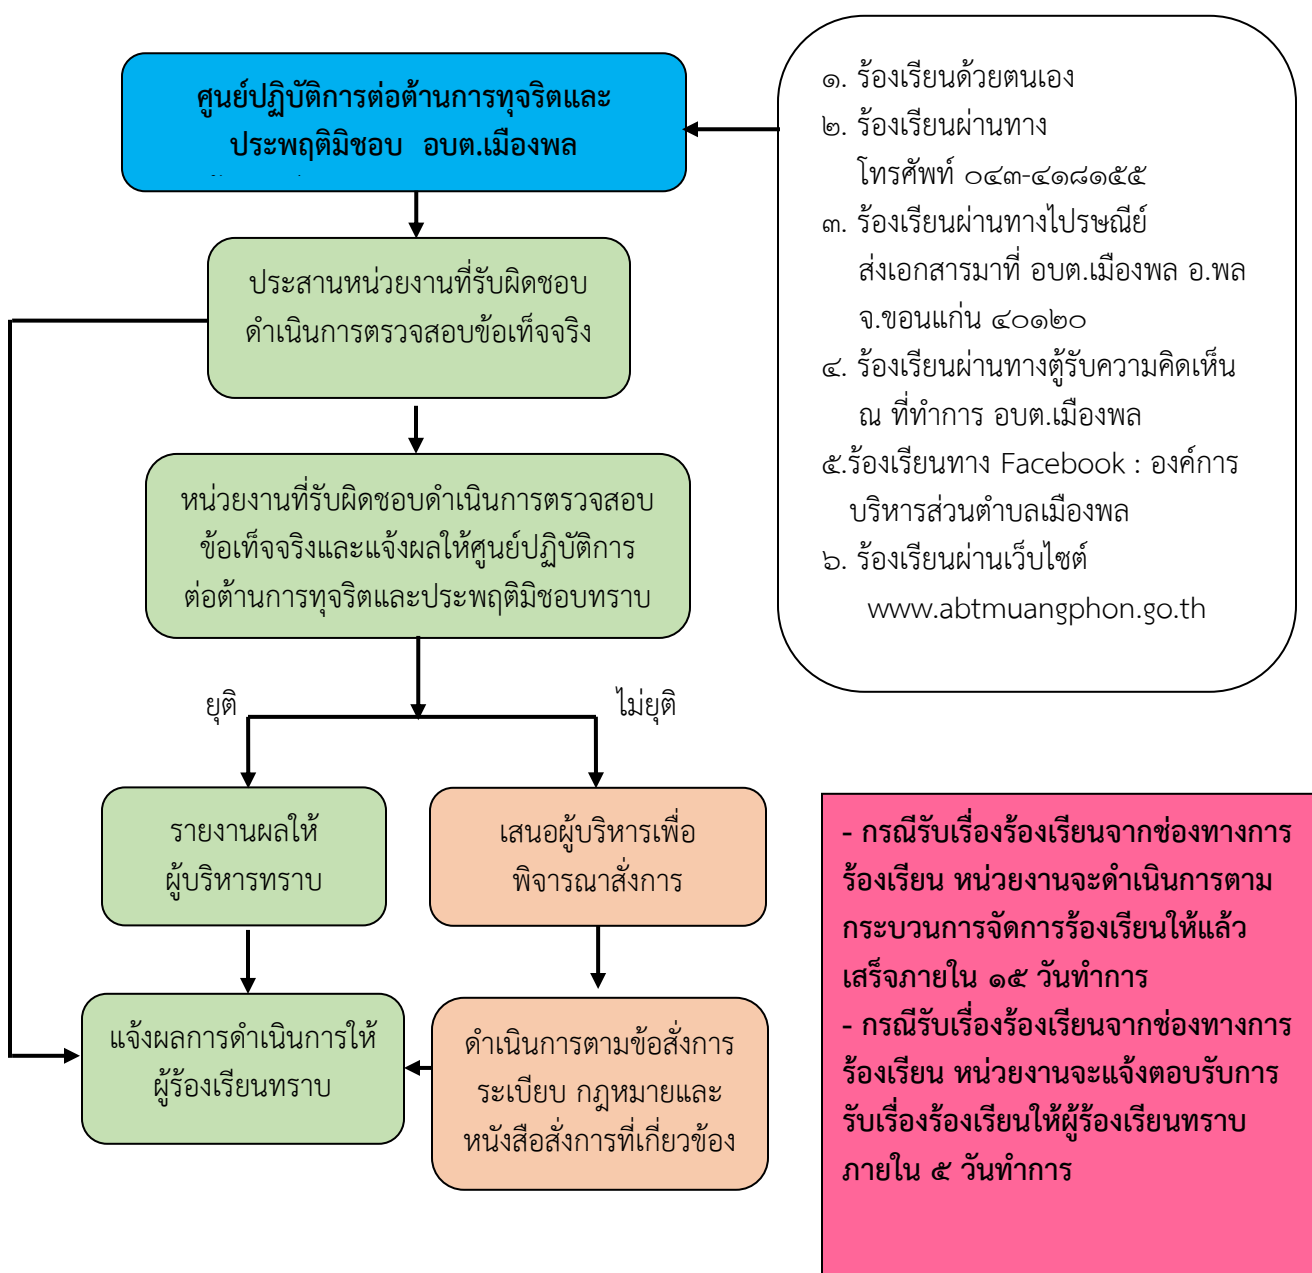 ศูนย์ปฏิบัติการต่อต้านการทุจริตและ
ประพฤติมิชอบ อบต.เมืองพล
๑. ร้องเรียนด้วยตนเอง
๒. ร้องเรียนผ่านทาง
โทรศัพท์ ๐๔๓-๔๑๘๑๕๕
๓. ร้องเรียนผ่านทางไปรษณีย์
ส่งเอกสารมาที่ อบต.เมืองพล อ.พล
จ.ขอนแก่น ๔๐๑๒๐
๔. ร้องเรียนผ่านทางตู้รับความคิดเห็น
ณ ที่ทำการ อบต.เมืองพล
๕.ร้องเรียนทาง Facebook : องค์การ
บริหารส่วนตำบลเมืองพล
๖. ร้องเรียนผ่านเว็บไซต์
www.abtmuangphon.go.th
ประสานหน่วยงานที่รับผิดชอบ
ดำเนินการตรวจสอบข้อเท็จจริง
หน่วยงานที่รับผิดชอบดำเนินการตรวจสอบ
ข้อเท็จจริงและแจ้งผลให้ศูนย์ปฏิบัติการ
ต่อต้านการทุจริตและประพฤติมิชอบทราบ
ยุติ
ไม่ยุติ
รายงานผลให้
ผู้บริหารทราบ
เสนอผู้บริหารเพื่อ
พิจารณาสั่งการ
แจ้งผลการดำเนินการให้
ผู้ร้องเรียนทราบ
ดำเนินการตามข้อสั่งการ
ระเบียบ กฎหมายและ
หนังสือสั่งการที่เกี่ยวข้อง
- กรณีรับเรื่องร้องเรียนจากช่องทางการ
ร้องเรียน หน่วยงานจะดำเนินการตาม
กระบวนการจัดการร้องเรียนให้แล้ว
เสร็จภายใน ๑๕ วันทำการ
- กรณีรับเรื่องร้องเรียนจากช่องทางการ
ร้องเรียน หน่วยงานจะแจ้งตอบรับการ
รับเรื่องร้องเรียนให้ผู้ร้องเรียนทราบ
ภายใน ๕ วันทำการ